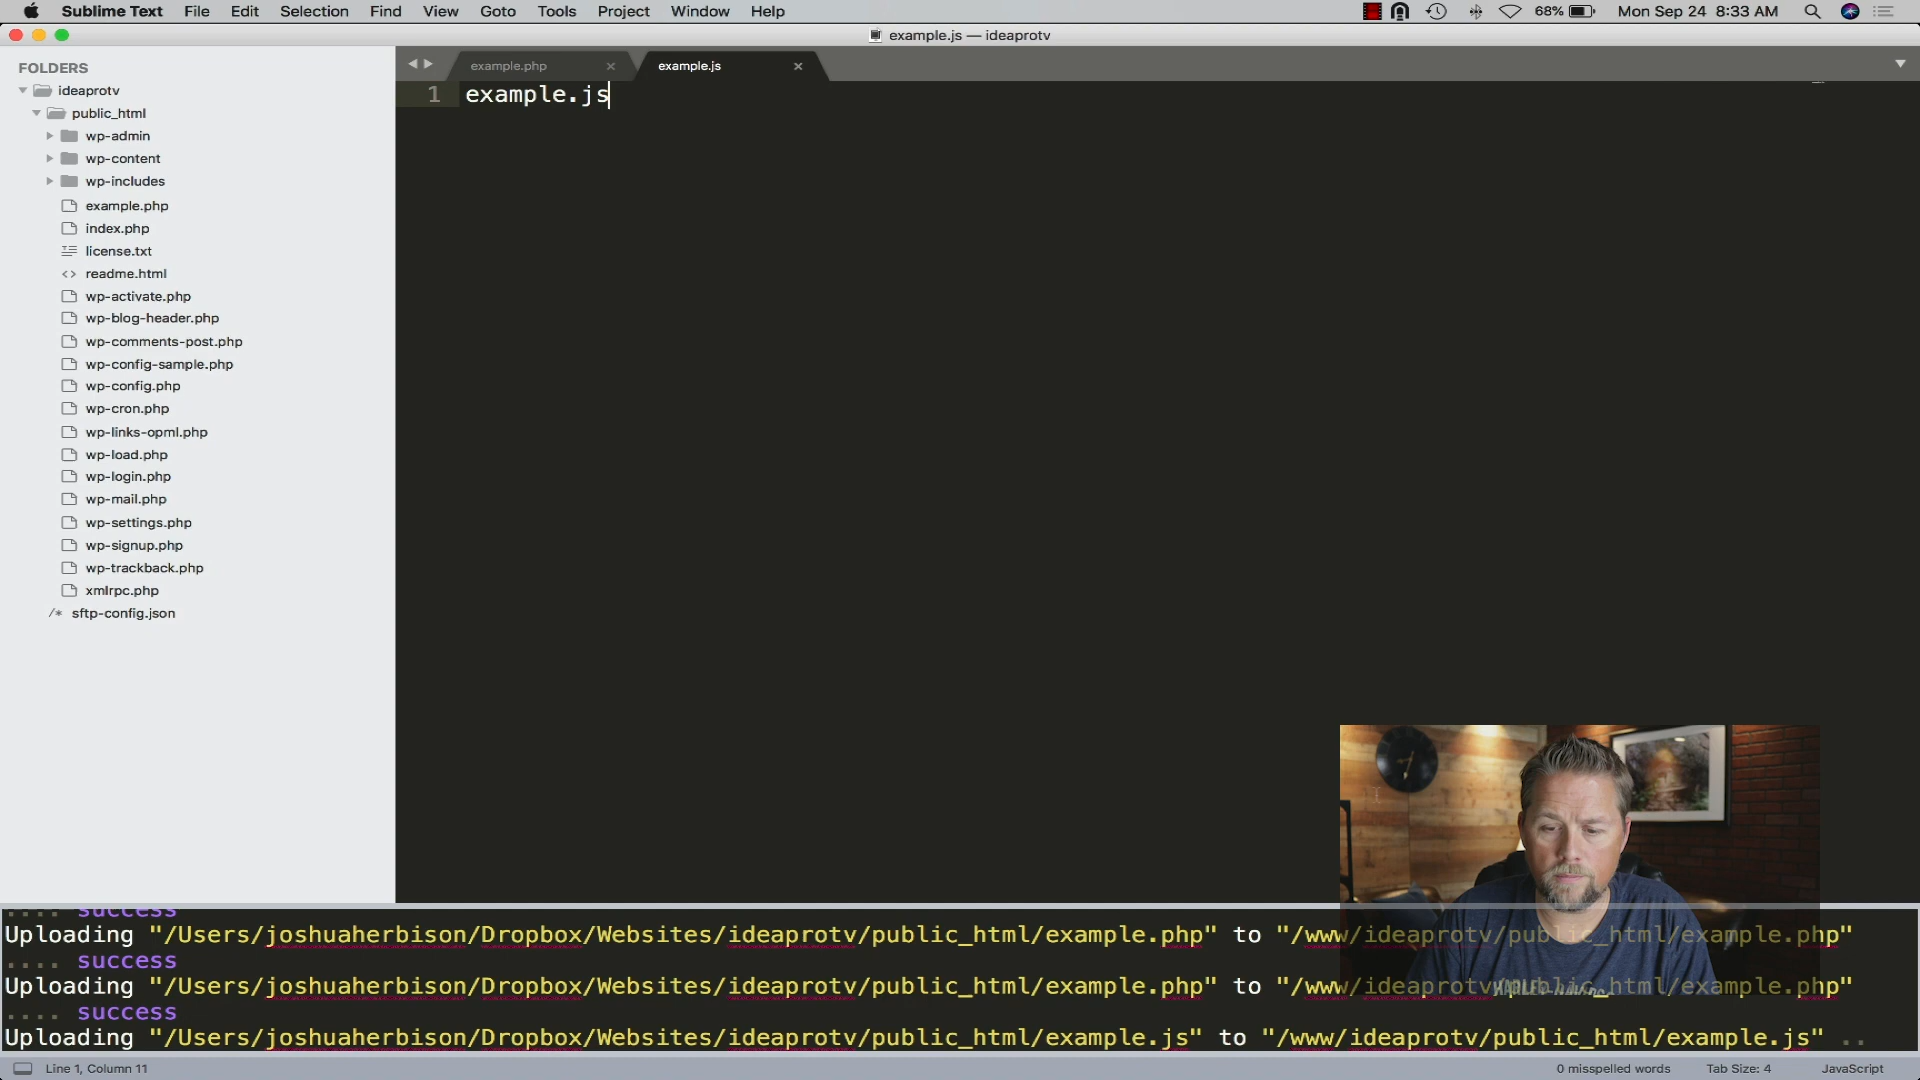 Sublime Text File Edit Selection Find View Goto Tools Project Window Help 68% Mon Sep 24 8:33 AM
example.js — ideaprotv
FOLDERS
ideaprotv
public_html
wp-admin
wp-content
wp-includes
example.php
index.php
license.txt
<> readme.html
wp-activate.php
wp-blog-header.php
wp-comments-post.php
wp-config-sample.php
wp-config.php
wp-cron.php
wp-links-opml.php
wp-load.php
wp-login.php
wp-mail.php
wp-settings.php
wp-signup.php
wp-trackback.php
xmlrpc.php
/* sftp-config.json
example.php × example.js ×
1 example.js
.... success
Uploading "/Users/joshuaherbison/Dropbox/Websites/ideaprotv/public_html/example.php" to "/www/ideaprotv/public_html/example.php"
.... success
Uploading "/Users/joshuaherbison/Dropbox/Websites/ideaprotv/public_html/example.php" to "/www/ideaprotv/public_html/example.php"
.... success
Uploading "/Users/joshuaherbison/Dropbox/Websites/ideaprotv/public_html/example.js" to "/www/ideaprotv/public_html/example.js" ..
Line 1, Column 11 0 misspelled words Tab Size: 4 JavaScript